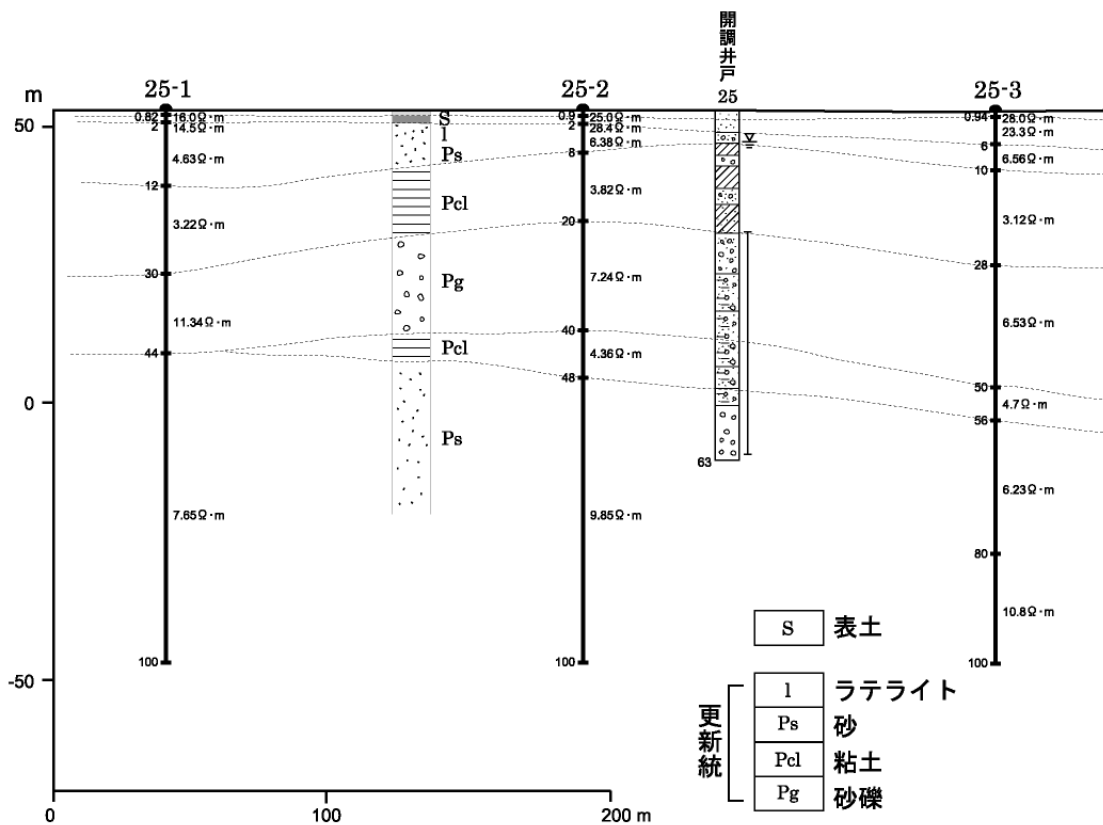 開調井戸
m
25-1
25-2
25
25-3
50
0
-50
0.82
16.0Ω·m
2
14.5Ω·m
4.63Ω·m
12
3.22Ω·m
30
11.34Ω·m
44
7.65Ω·m
100
S
l
Ps
Pcl
Pg
Pcl
Ps
0.9
25.0Ω·m
2
28.4Ω·m
6.38Ω·m
8
3.82Ω·m
20
7.24Ω·m
40
4.36Ω·m
48
9.85Ω·m
100
63
0.94
28.0Ω·m
23.3Ω·m
6
6.56Ω·m
10
3.12Ω·m
28
6.53Ω·m
50
4.7Ω·m
56
6.23Ω·m
80
10.8Ω·m
100
S 表土
更新統
l ラテライト
Ps 砂
Pcl 粘土
Pg 砂礫
0
100
200 m